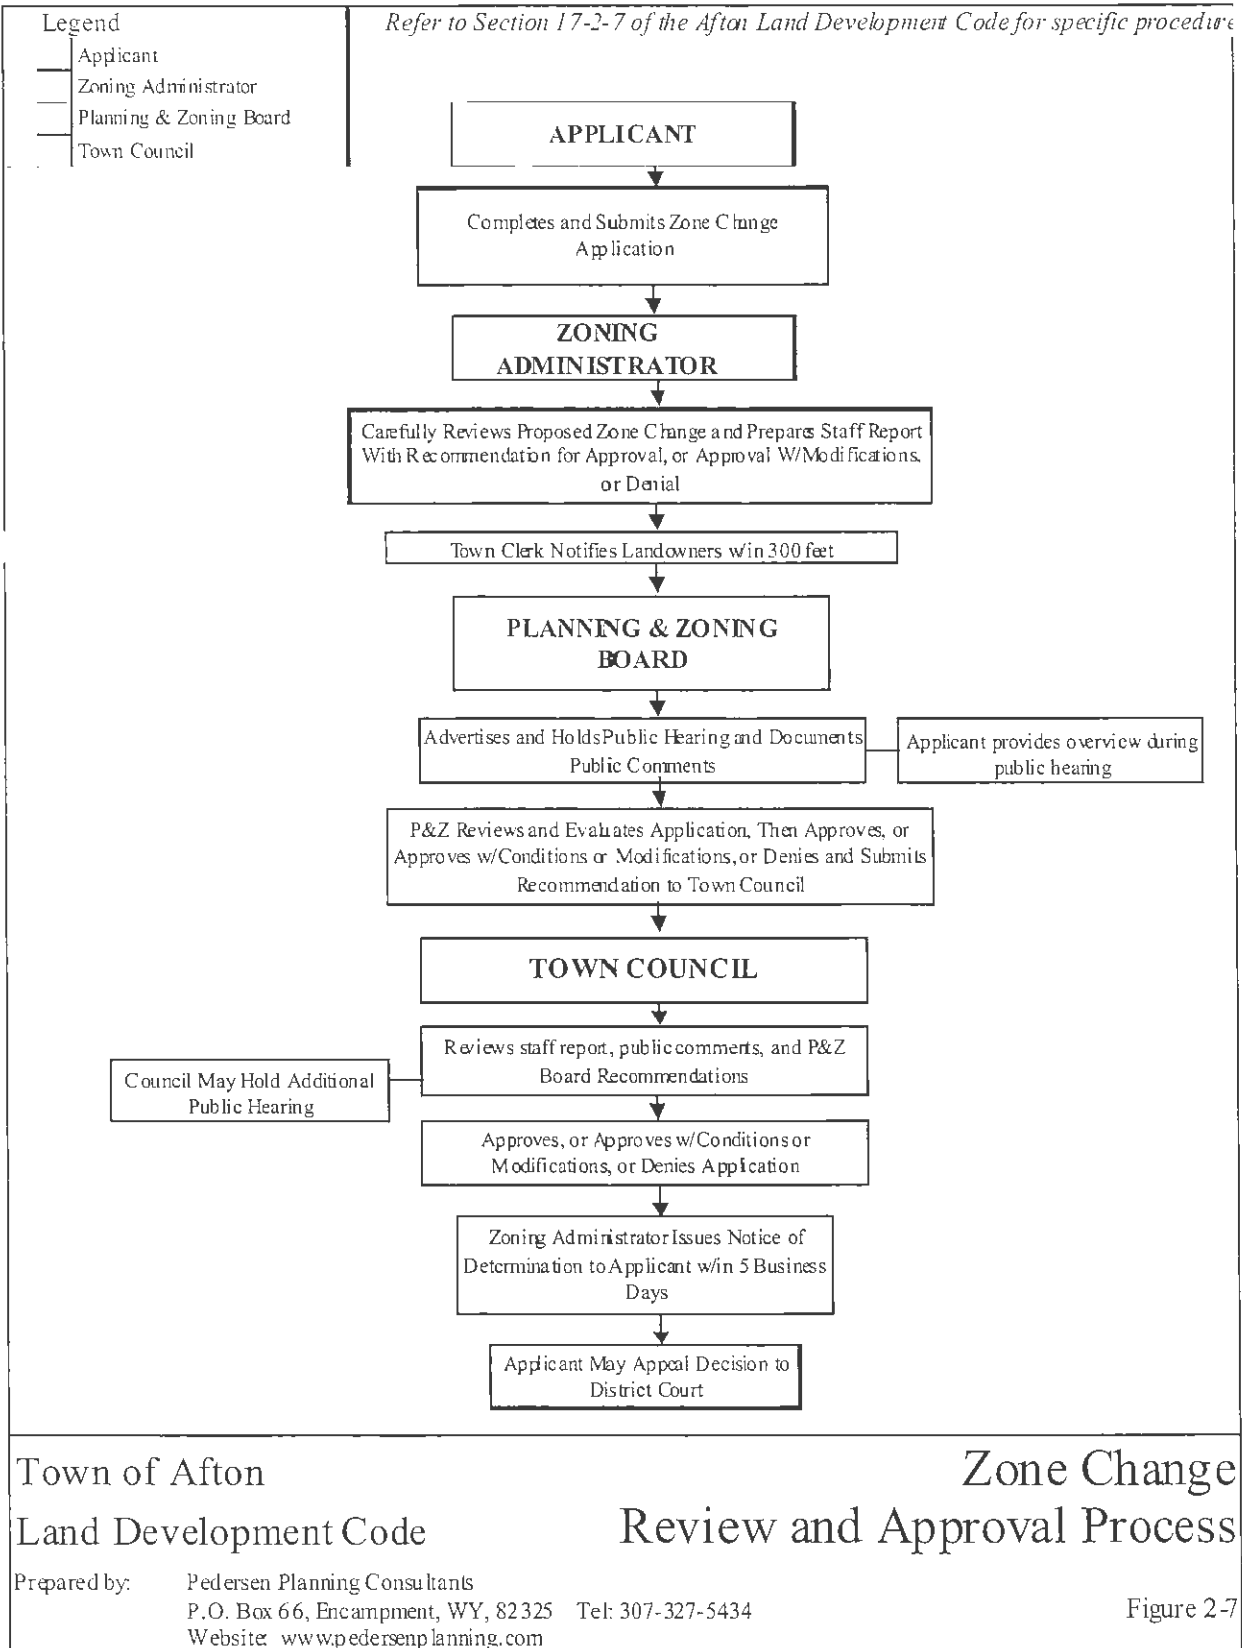 Legend
Applicant
Zoning Administrator
Planning & Zoning Board
Town Council
Refer to Section 17-2-7 of the Afton Land Development Code for specific procedure
APPLICANT
Completes and Submits Zone Change
Application
ZONING
ADMINISTRATOR
Carefully Reviews Proposed Zone Change and Prepares Staff Report
With Recommendation for Approval, or Approval W/Modifications,
or Denial
Town Clerk Notifies Landowners w/in 300 feet
PLANNING & ZONING
BOARD
Advertises and Holds Public Hearing and Documents
Public Comments
Applicant provides overview during
public hearing
P&Z Reviews and Evaluates Application, Then Approves, or
Approves w/Conditions or Modifications, or Denies and Submits
Recommendation to Town Council
TOWN COUNCIL
Reviews staff report, public comments, and P&Z
Board Recommendations
Council May Hold Additional
Public Hearing
Approves, or Approves w/Conditions or
Modifications, or Denies Application
Zoning Administrator Issues Notice of
Determination to Applicant w/in 5 Business
Days
Applicant May Appeal Decision to
District Court
Town of Afton
Land Development Code
Zone Change
Review and Approval Process
Prepared by: Pedersen Planning Consultants
P.O. Box 66, Encampment, WY, 82325 Tel: 307-327-5434
Website: www.pedersenplanning.com
Figure 2-7